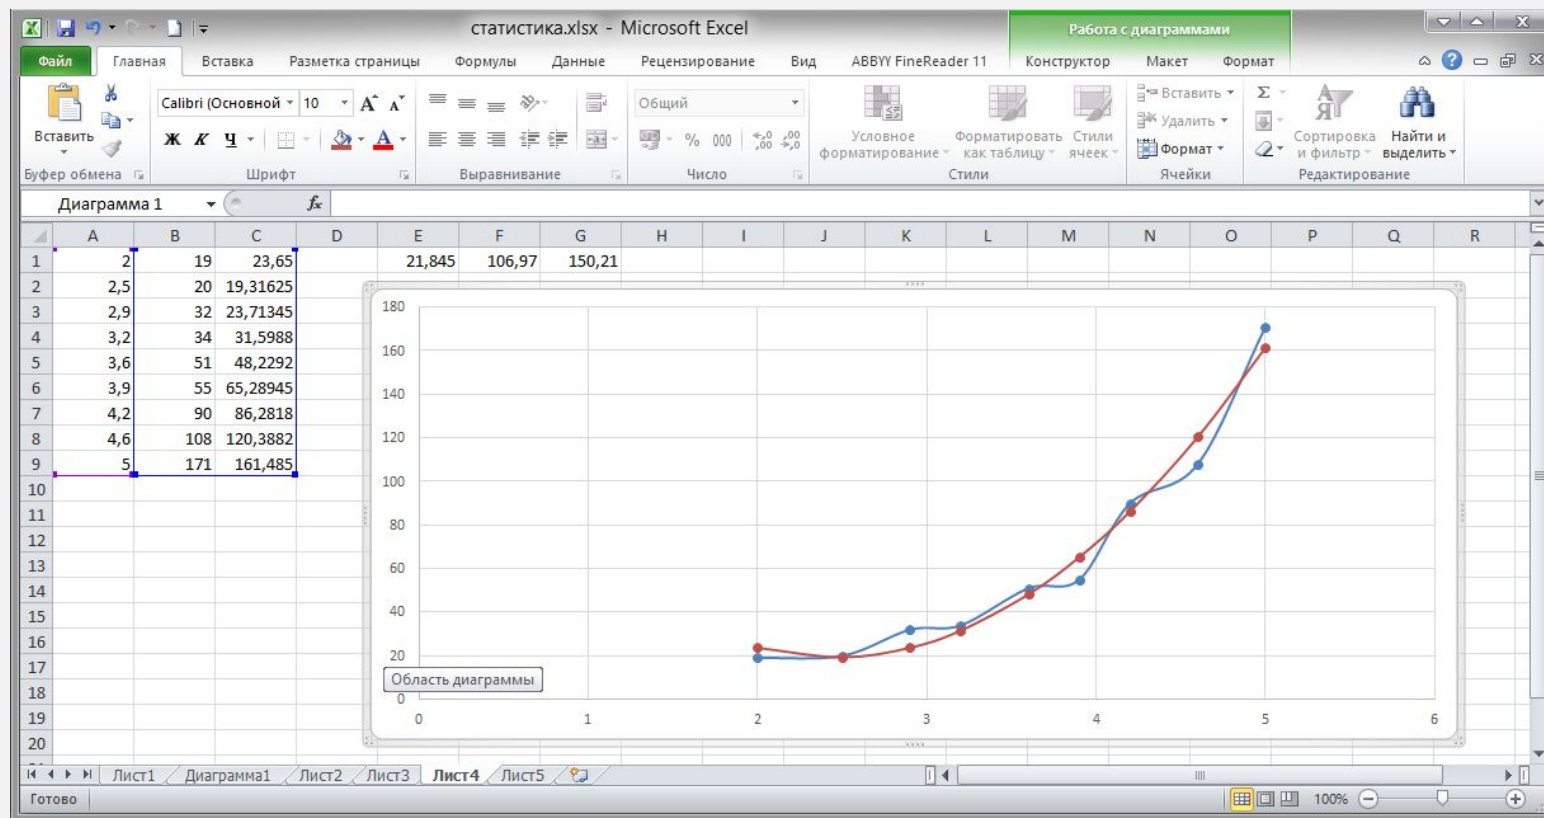 статистика.xlsx - Microsoft Excel
Работа с диаграммами
Файл Главная Вставка Разметка страницы Формулы Данные Рецензирование Вид ABBYY FineReader 11 Конструктор Макет Формат
Calibri (Основной 10 А А Общий Вставить
Вставить Ж К Ч А % 000 Условное форматирование Форматировать как таблицу Стили ячеек Удалить Формат Σ Сортировка и фильтр Найти и выделить
Буфер обмена Шрифт Выравнивание Число Стили Ячейки Редактирование
Диаграмма 1 fx
A B C D E F G H I J K L M N O P Q R
1 2 19 23,65 21,845 106,97 150,21
2 2,5 20 19,31625
3 2,9 32 23,71345
4 3,2 34 31,5988
5 3,6 51 48,2292
6 3,9 55 65,28945
7 4,2 90 86,2818
8 4,6 108 120,3882
9 5 171 161,485
10
11
12
13
14
15
16
17
18
19
20
180
160
140
120
100
80
60
40
20
Область диаграммы
0
0 1 2 3 4 5 6
Лист1 Диаграмма1 Лист2 Лист3 Лист4 Лист5
Готово 100%